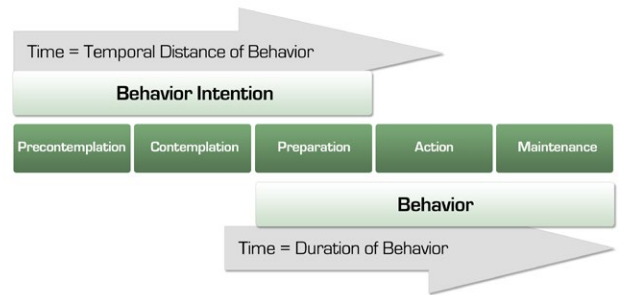 Time = Temporal Distance of Behavior
Behavior Intention
Precontemplation Contemplation Preparation Action Maintenance
Behavior
Time = Duration of Behavior